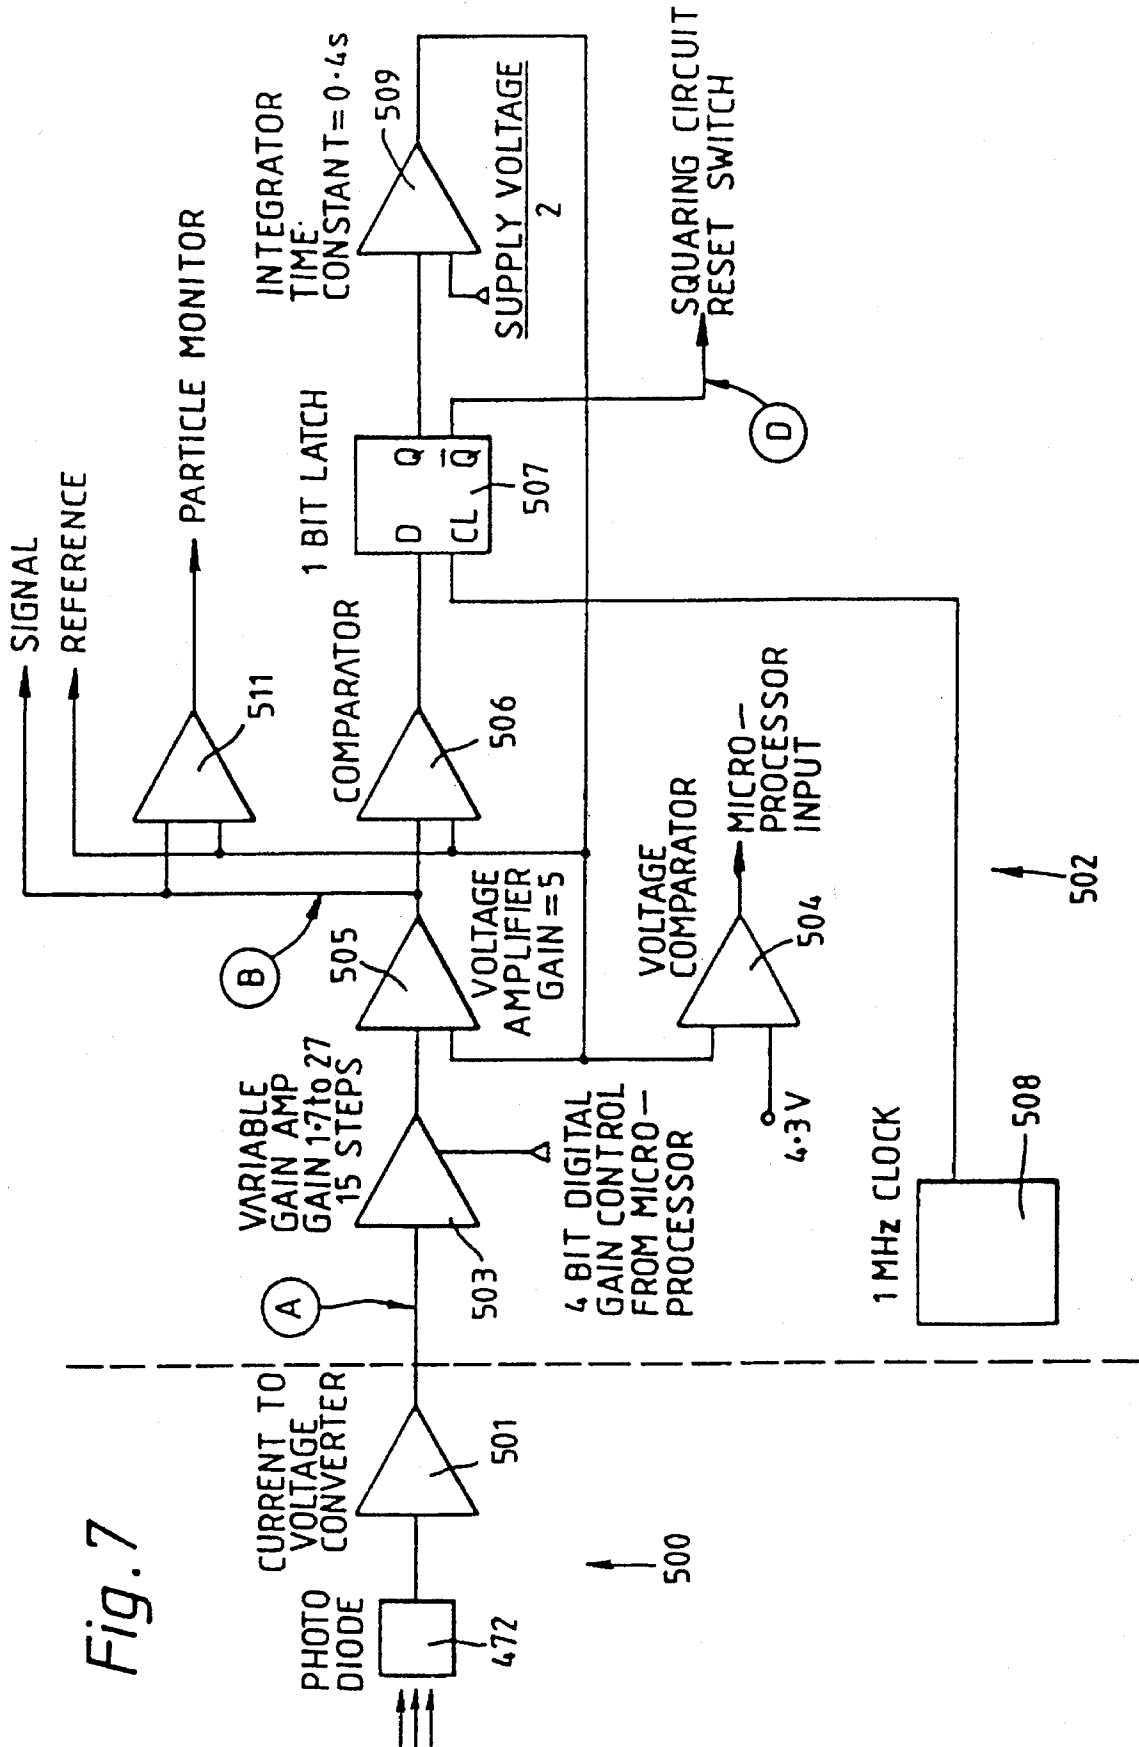 Fig. 7
PHOTO
DIODE
472
CURRENT TO
VOLTAGE
CONVERTER
501
500
A
VARIABLE
GAIN AMP
GAIN 1·7 to 27
15 STEPS
503
4 BIT DIGITAL
GAIN CONTROL
FROM MICRO–
PROCESSOR
B
505
VOLTAGE
AMPLIFIER
GAIN = 5
SIGNAL
REFERENCE
511
PARTICLE MONITOR
COMPARATOR
506
VOLTAGE
COMPARATOR
504
4·3V
MICRO–
PROCESSOR
INPUT
1 MHz CLOCK
508
502
1 BIT LATCH
D Q
CL Q̅
507
INTEGRATOR
TIME·
CONSTANT = 0·4s
509
SUPPLY VOLTAGE
2
D
SQUARING CIRCUIT
RESET SWITCH